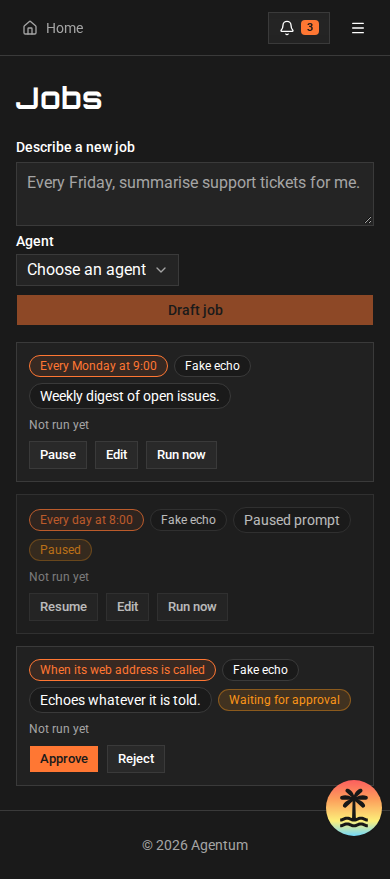 Home 3
Jobs
Describe a new job
Every Friday, summarise support tickets for me.
Agent
Choose an agent
Draft job
Every Monday at 9:00 Fake echo
Weekly digest of open issues.
Not run yet
Pause Edit Run now
Every day at 8:00 Fake echo Paused prompt
Paused
Not run yet
Resume Edit Run now
When its web address is called Fake echo
Echoes whatever it is told. Waiting for approval
Not run yet
Approve Reject
© 2026 Agentum